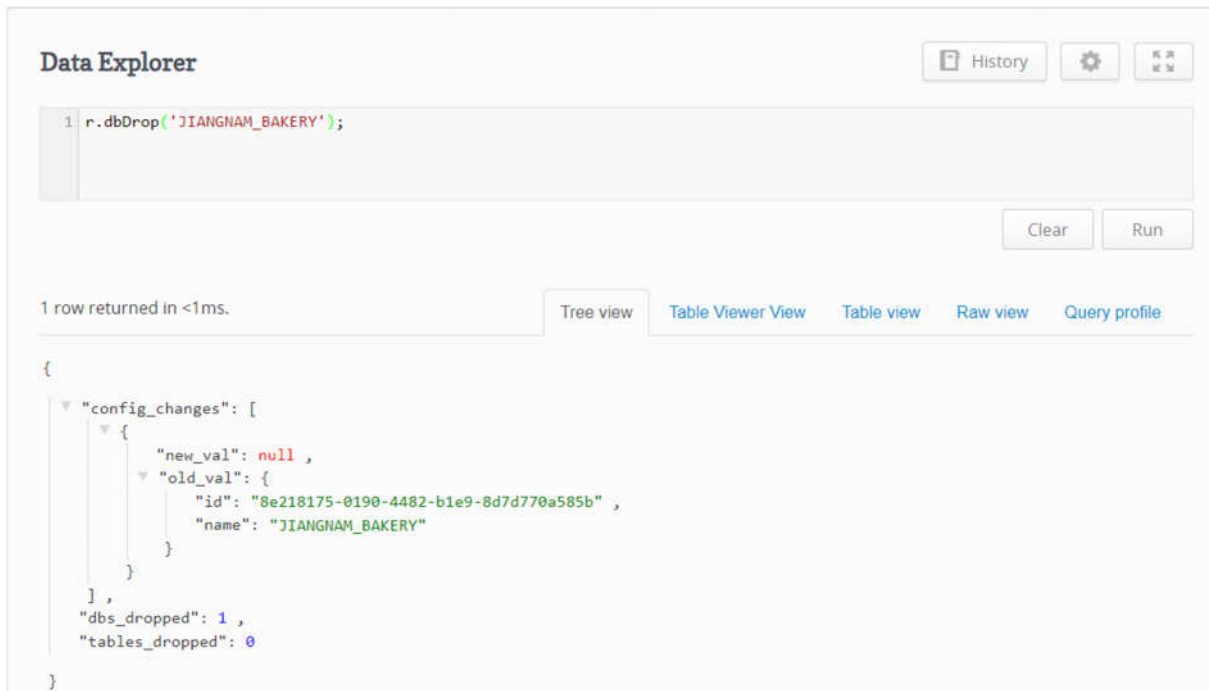 Data Explorer
History
1 r.dbDrop('JIANGNAM_BAKERY');
Clear
Run
1 row returned in <1ms.
Tree view
Table Viewer View
Table view
Raw view
Query profile
{
"config_changes": [
{
"new_val": null ,
"old_val": {
"id": "8e218175-0190-4482-b1e9-8d7d770a585b" ,
"name": "JIANGNAM_BAKERY"
}
}
] ,
"dbs_dropped": 1 ,
"tables_dropped": 0
}